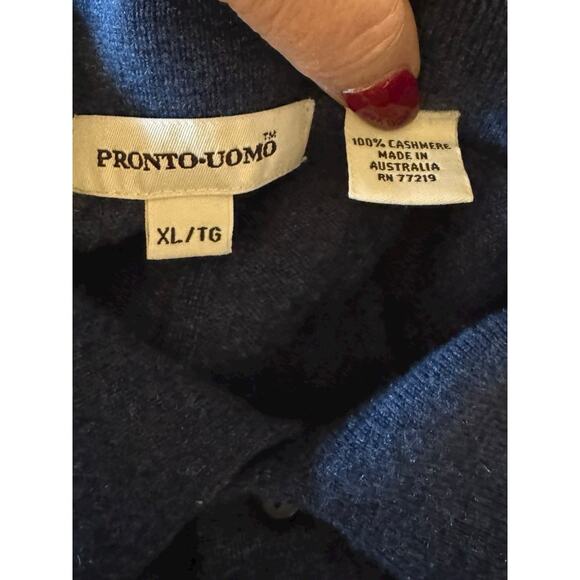 PRONTO·UOMO™
XL/TG
100% CASHMERE
MADE IN
AUSTRALIA
RN 77219